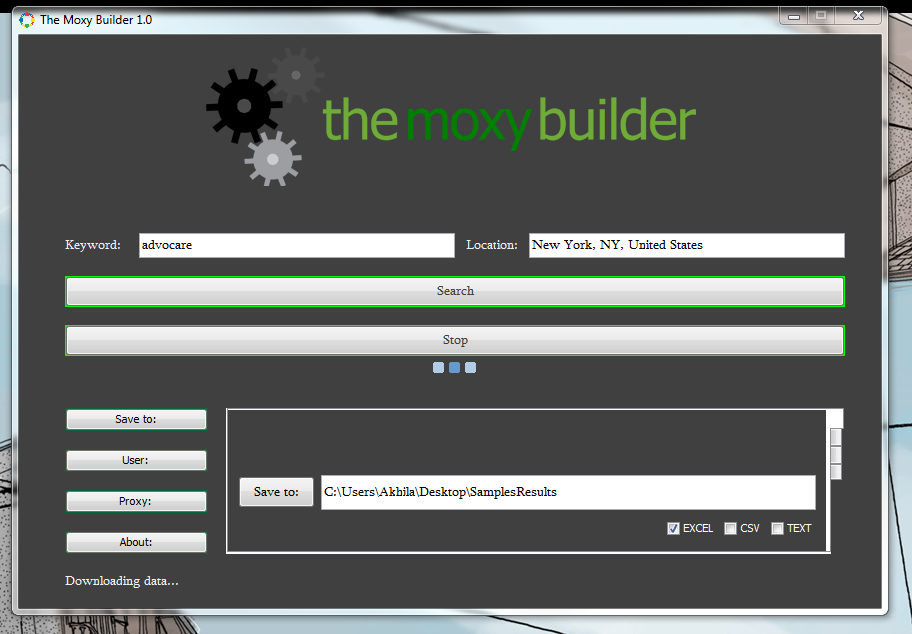 The Moxy Builder 1.0
the moxy builder
Keyword: advocare Location: New York, NY, United States
Search
Stop
Save to:
User:
Save to: C:\Users\Akhila\Desktop\SamplesResults
Proxy:
EXCEL CSV TEXT
About:
Downloading data...